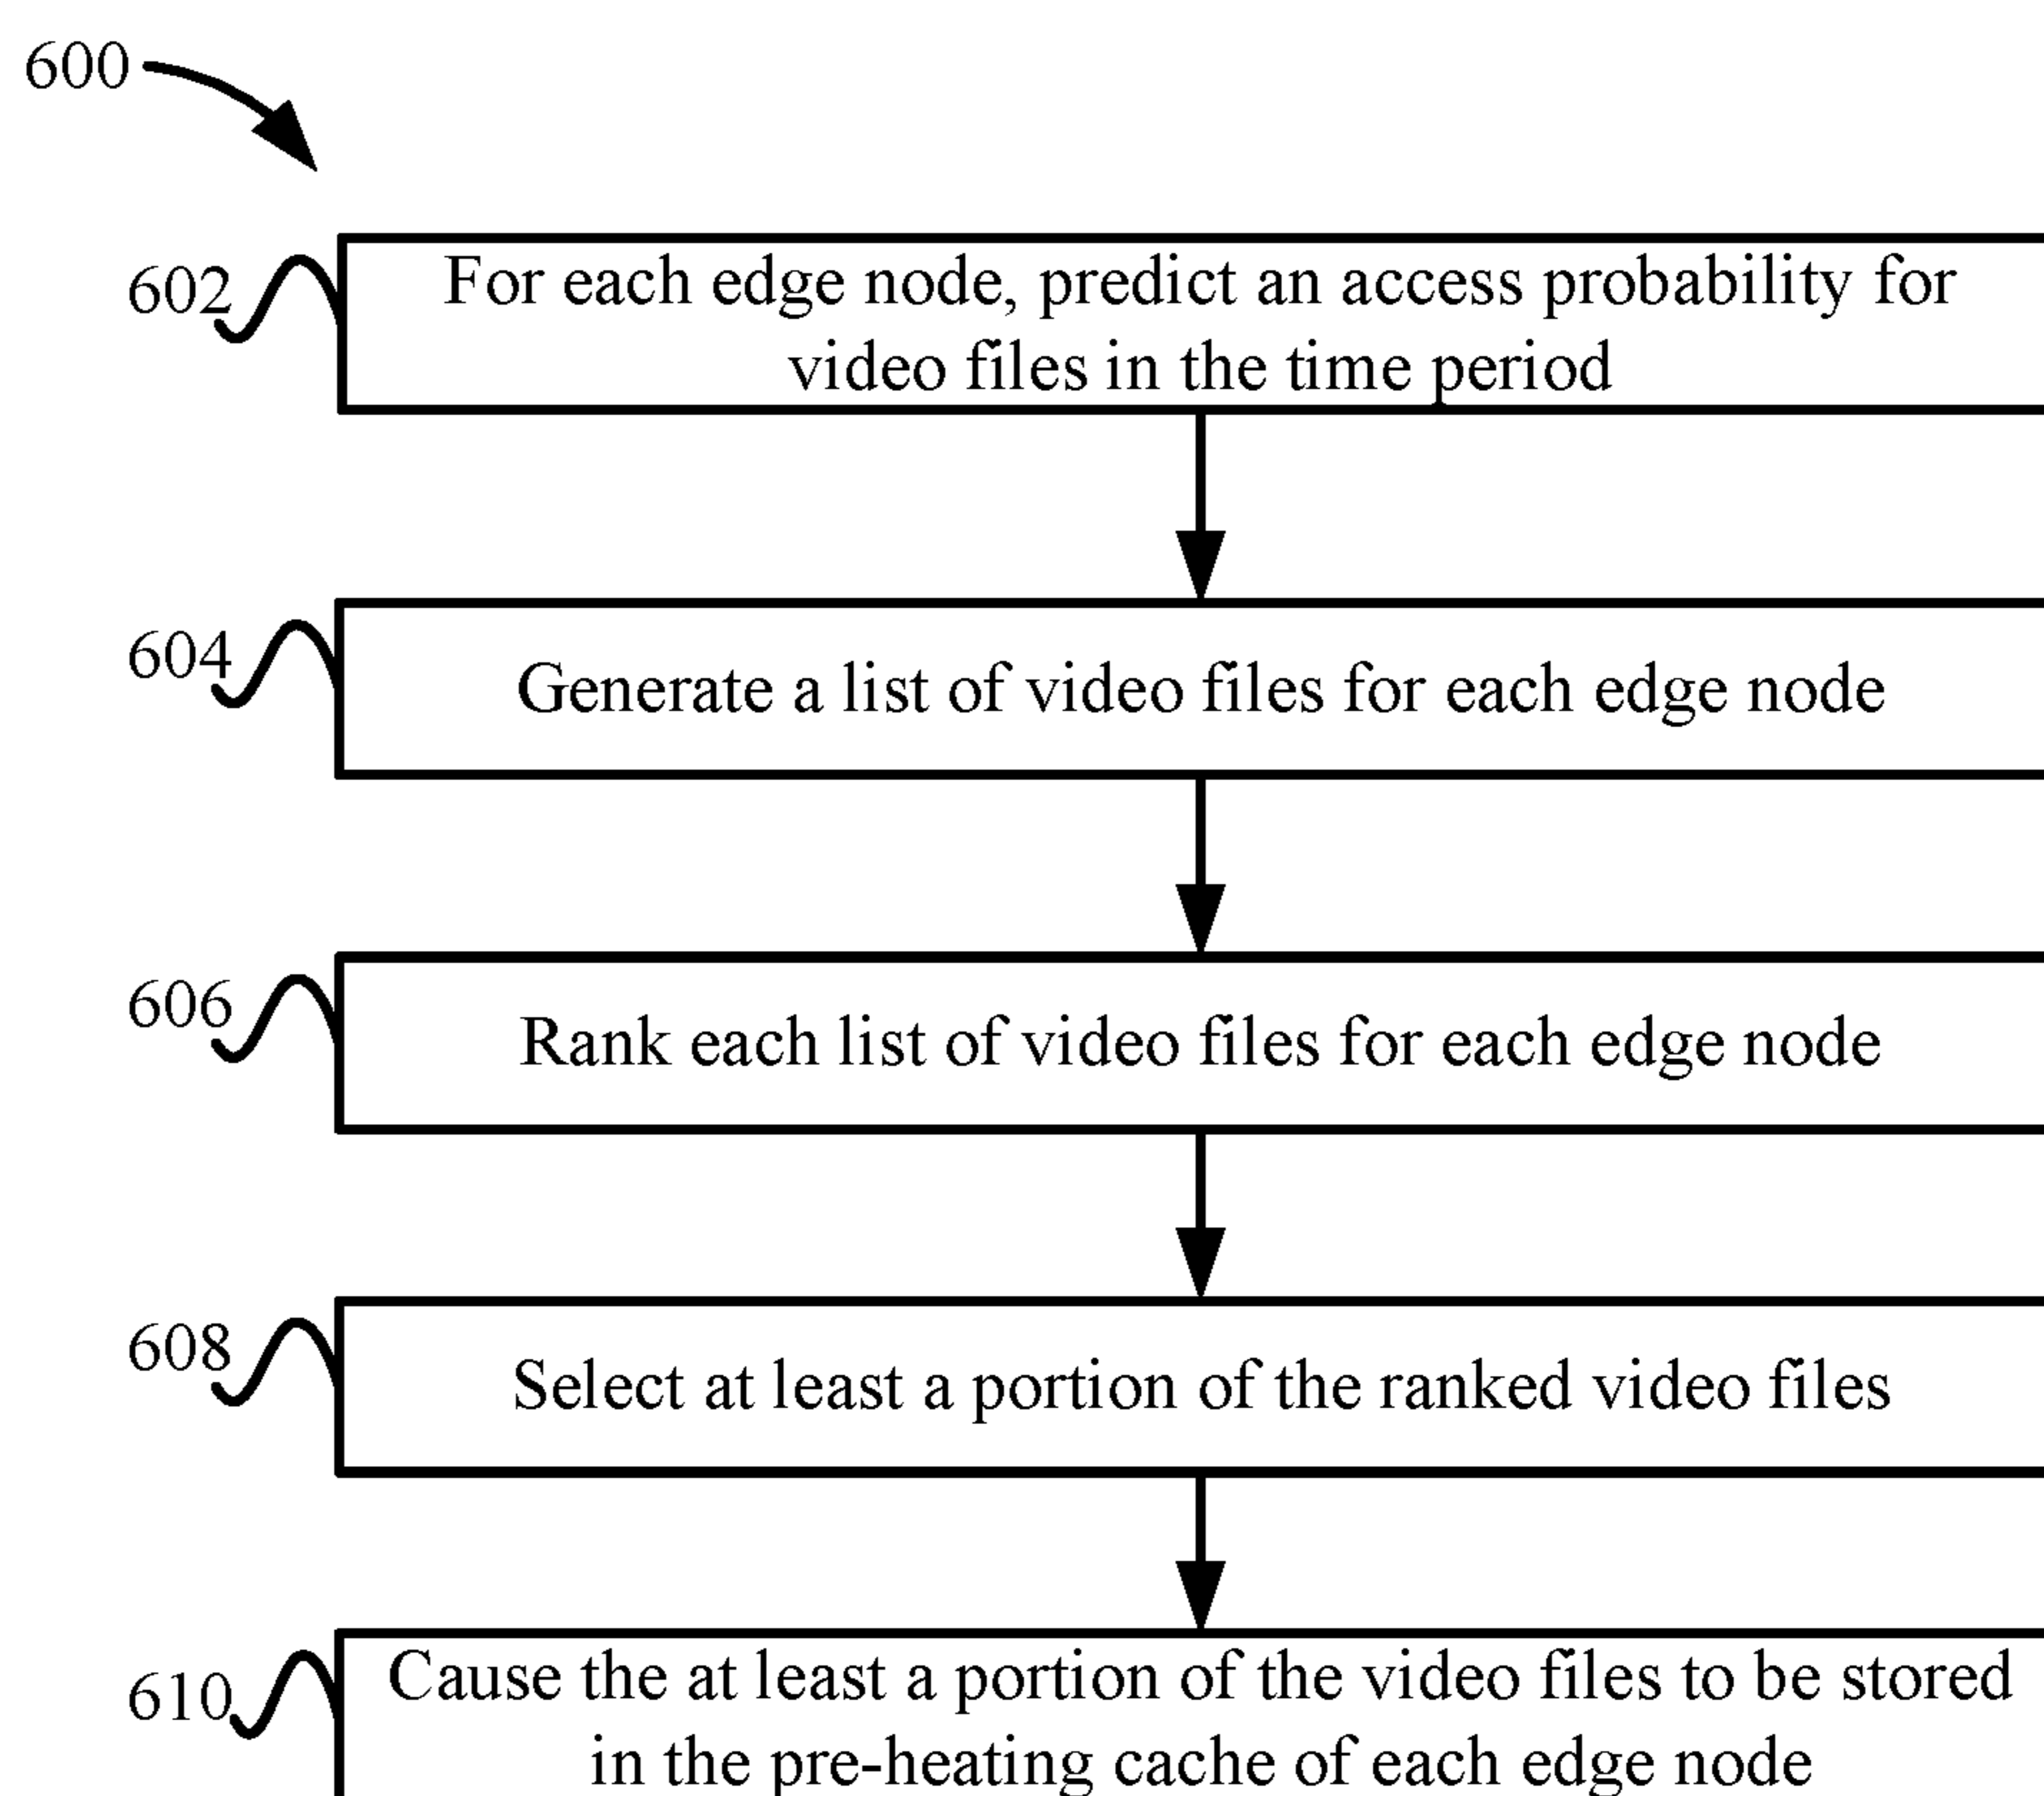 600
602
For each edge node, predict an access probability for
video files in the time period
604
Generate a list of video files for each edge node
606
Rank each list of video files for each edge node
608
Select at least a portion of the ranked video files
610
Cause the at least a portion of the video files to be stored
in the pre-heating cache of each edge node